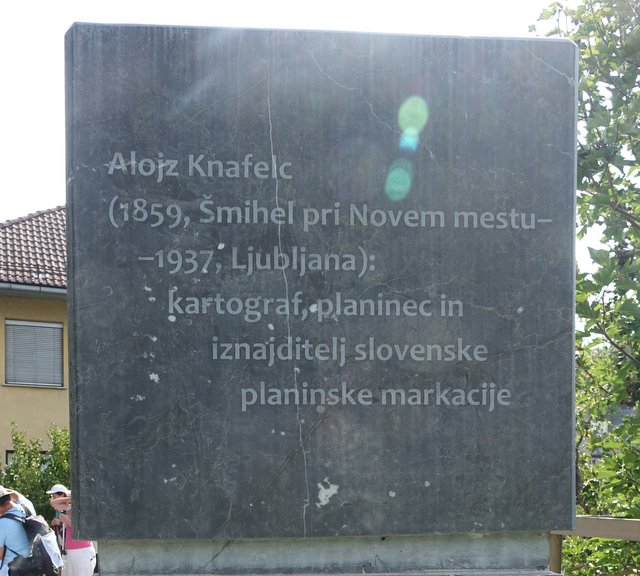 Alojz Knafelc
(1859, Šmihel pri Novem mestu–
–1937, Ljubljana):
kartograf, planinec in
iznajditelj slovenske
planinske markacije